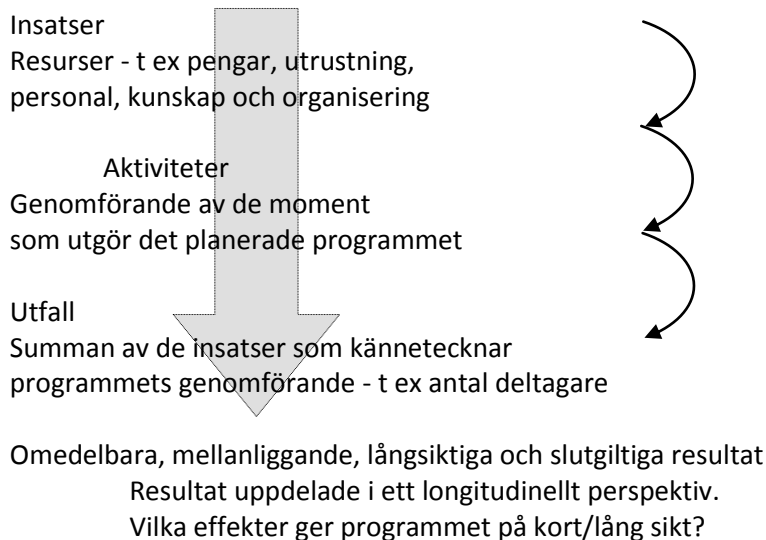 Insatser
Resurser - t ex pengar, utrustning,
personal, kunskap och organisering
Aktiviteter
Genomförande av de moment
som utgör det planerade programmet
Utfall
Summan av de insatser som kännetecknar
programmets genomförande - t ex antal deltagare
Omedelbara, mellanliggande, långsiktiga och slutgiltiga resultat
Resultat uppdelade i ett longitudinellt perspektiv.
Vilka effekter ger programmet på kort/lång sikt?